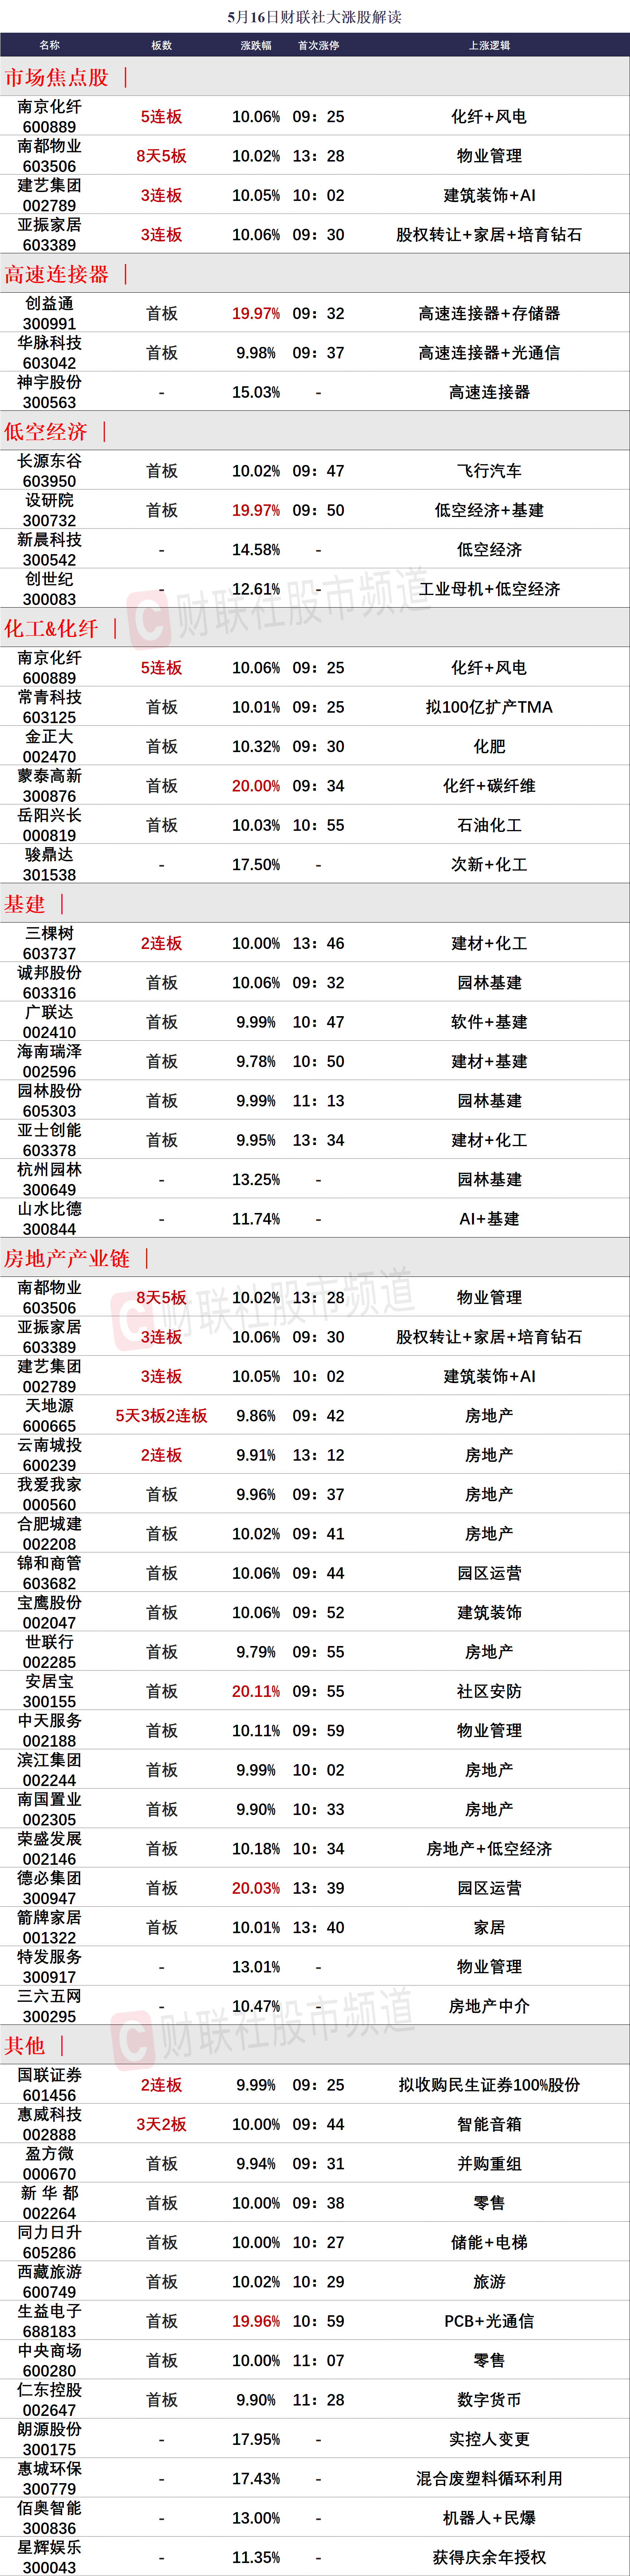 5月16日财联社大涨股解读
名称 板数 涨跌幅 首次涨停 上涨逻辑
市场焦点股 |
南京化纤 600889 5连板 10.06% 09：25 化纤+风电
南都物业 603506 8天5板 10.02% 13：28 物业管理
建艺集团 002789 3连板 10.05% 10：02 建筑装饰+AI
亚振家居 603389 3连板 10.06% 09：30 股权转让+家居+培育钻石
高速连接器 |
创益通 300991 首板 19.97% 09：32 高速连接器+存储器
华脉科技 603042 首板 9.98% 09：37 高速连接器+光通信
神宇股份 300563 - 15.03% - 高速连接器
低空经济 |
长源东谷 603950 首板 10.02% 09：47 飞行汽车
设研院 300732 首板 19.97% 09：50 低空经济+基建
新晨科技 300542 - 14.58% - 低空经济
创世纪 300083 - 12.61% - 工业母机+低空经济
财联社股市频道
化工&化纤 |
南京化纤 600889 5连板 10.06% 09：25 化纤+风电
常青科技 603125 首板 10.01% 09：25 拟100亿扩产TMA
金正大 002470 首板 10.32% 09：30 化肥
蒙泰高新 300876 首板 20.00% 09：34 化纤+碳纤维
岳阳兴长 000819 首板 10.03% 10：55 石油化工
骏鼎达 301538 - 17.50% - 次新+化工
基建 |
三棵树 603737 2连板 10.00% 13：46 建材+化工
诚邦股份 603316 首板 10.06% 09：32 园林基建
广联达 002410 首板 9.99% 10：47 软件+基建
海南瑞泽 002596 首板 9.78% 10：50 建材+基建
园林股份 605303 首板 9.99% 11：13 园林基建
亚士创能 603378 首板 9.95% 13：34 建材+化工
杭州园林 300649 - 13.25% - 园林基建
山水比德 300844 - 11.74% - AI+基建
房地产产业链 |
财联社股市频道
南都物业 603506 8天5板 10.02% 13：28 物业管理
亚振家居 603389 3连板 10.06% 09：30 股权转让+家居+培育钻石
建艺集团 002789 3连板 10.05% 10：02 建筑装饰+AI
天地源 600665 5天3板2连板 9.86% 09：42 房地产
云南城投 600239 2连板 9.91% 13：12 房地产
我爱我家 000560 首板 9.96% 09：37 房地产
合肥城建 002208 首板 10.02% 09：41 房地产
锦和商管 603682 首板 10.06% 09：44 园区运营
宝鹰股份 002047 首板 10.06% 09：52 建筑装饰
世联行 002285 首板 9.79% 09：55 房地产
安居宝 300155 首板 20.11% 09：55 社区安防
中天服务 002188 首板 10.11% 09：59 物业管理
滨江集团 002244 首板 9.99% 10：02 房地产
南国置业 002305 首板 9.90% 10：33 房地产
荣盛发展 002146 首板 10.18% 10：34 房地产+低空经济
德必集团 300947 首板 20.03% 13：39 园区运营
箭牌家居 001322 首板 10.01% 13：40 家居
特发服务 300917 - 13.01% - 物业管理
三六五网 300295 - 10.47% - 房地产中介
财联社股市频道
其他 |
国联证券 601456 2连板 9.99% 09：25 拟收购民生证券100%股份
惠威科技 002888 3天2板 10.00% 09：44 智能音箱
盈方微 000670 首板 9.94% 09：31 并购重组
新 华 都 002264 首板 10.00% 09：38 零售
同力日升 605286 首板 10.00% 10：27 储能+电梯
西藏旅游 600749 首板 10.02% 10：29 旅游
生益电子 688183 首板 19.96% 10：59 PCB+光通信
中央商场 600280 首板 10.00% 11：07 零售
仁东控股 002647 首板 9.90% 11：28 数字货币
朗源股份 300175 - 17.95% - 实控人变更
惠城环保 300779 - 17.43% - 混合废塑料循环利用
佰奥智能 300836 - 13.00% - 机器人+民爆
星辉娱乐 300043 - 11.35% - 获得庆余年授权